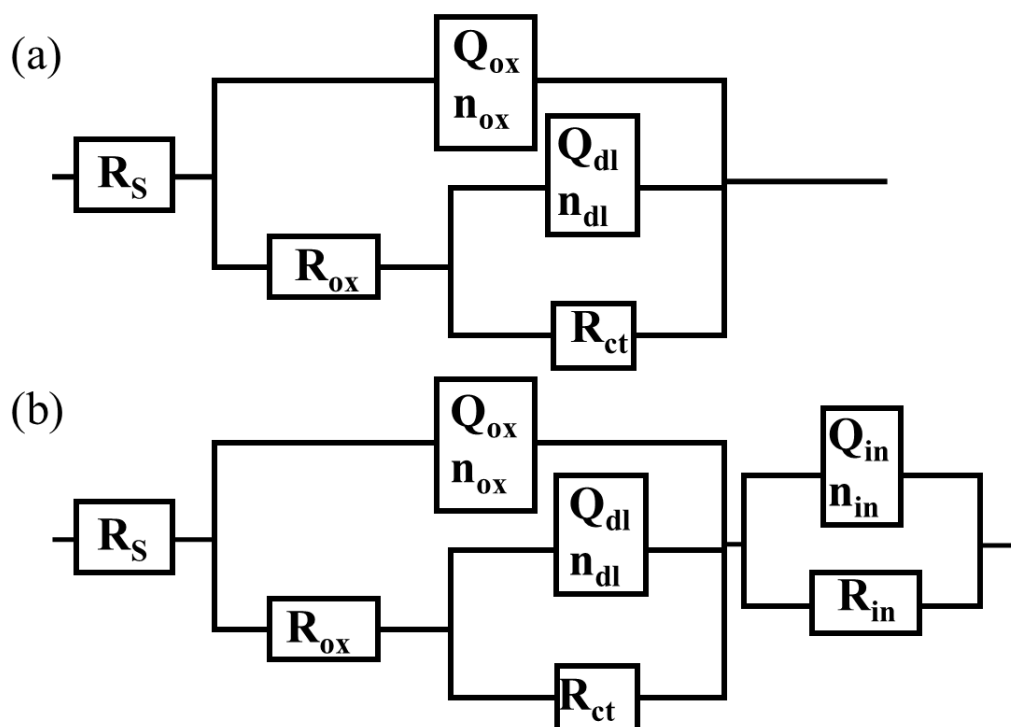 (a)
Q_ox
n_ox
Q_dl
n_dl
R_S
R_ox
R_ct
(b)
Q_ox
n_ox
Q_in
n_in
Q_dl
n_dl
R_S
R_in
R_ox
R_ct